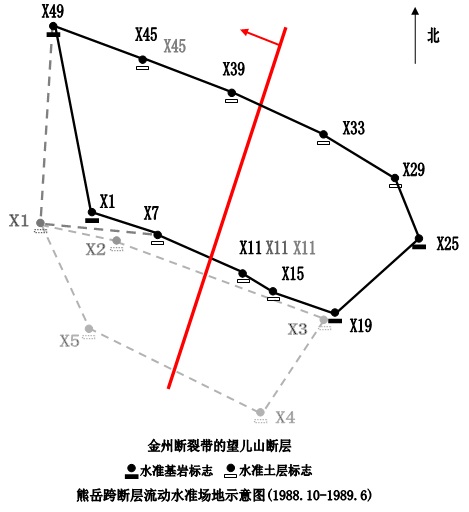 X49
X45 X45
北
X39
X33
X29
X1
X7
X1
X2
X11 X11 X11
X25
X15
X3
X19
X5
X4
金州断裂带的望儿山断层
水准基岩标志 水准土层标志
熊岳跨断层流动水准场地示意图(1988.10-1989.6)